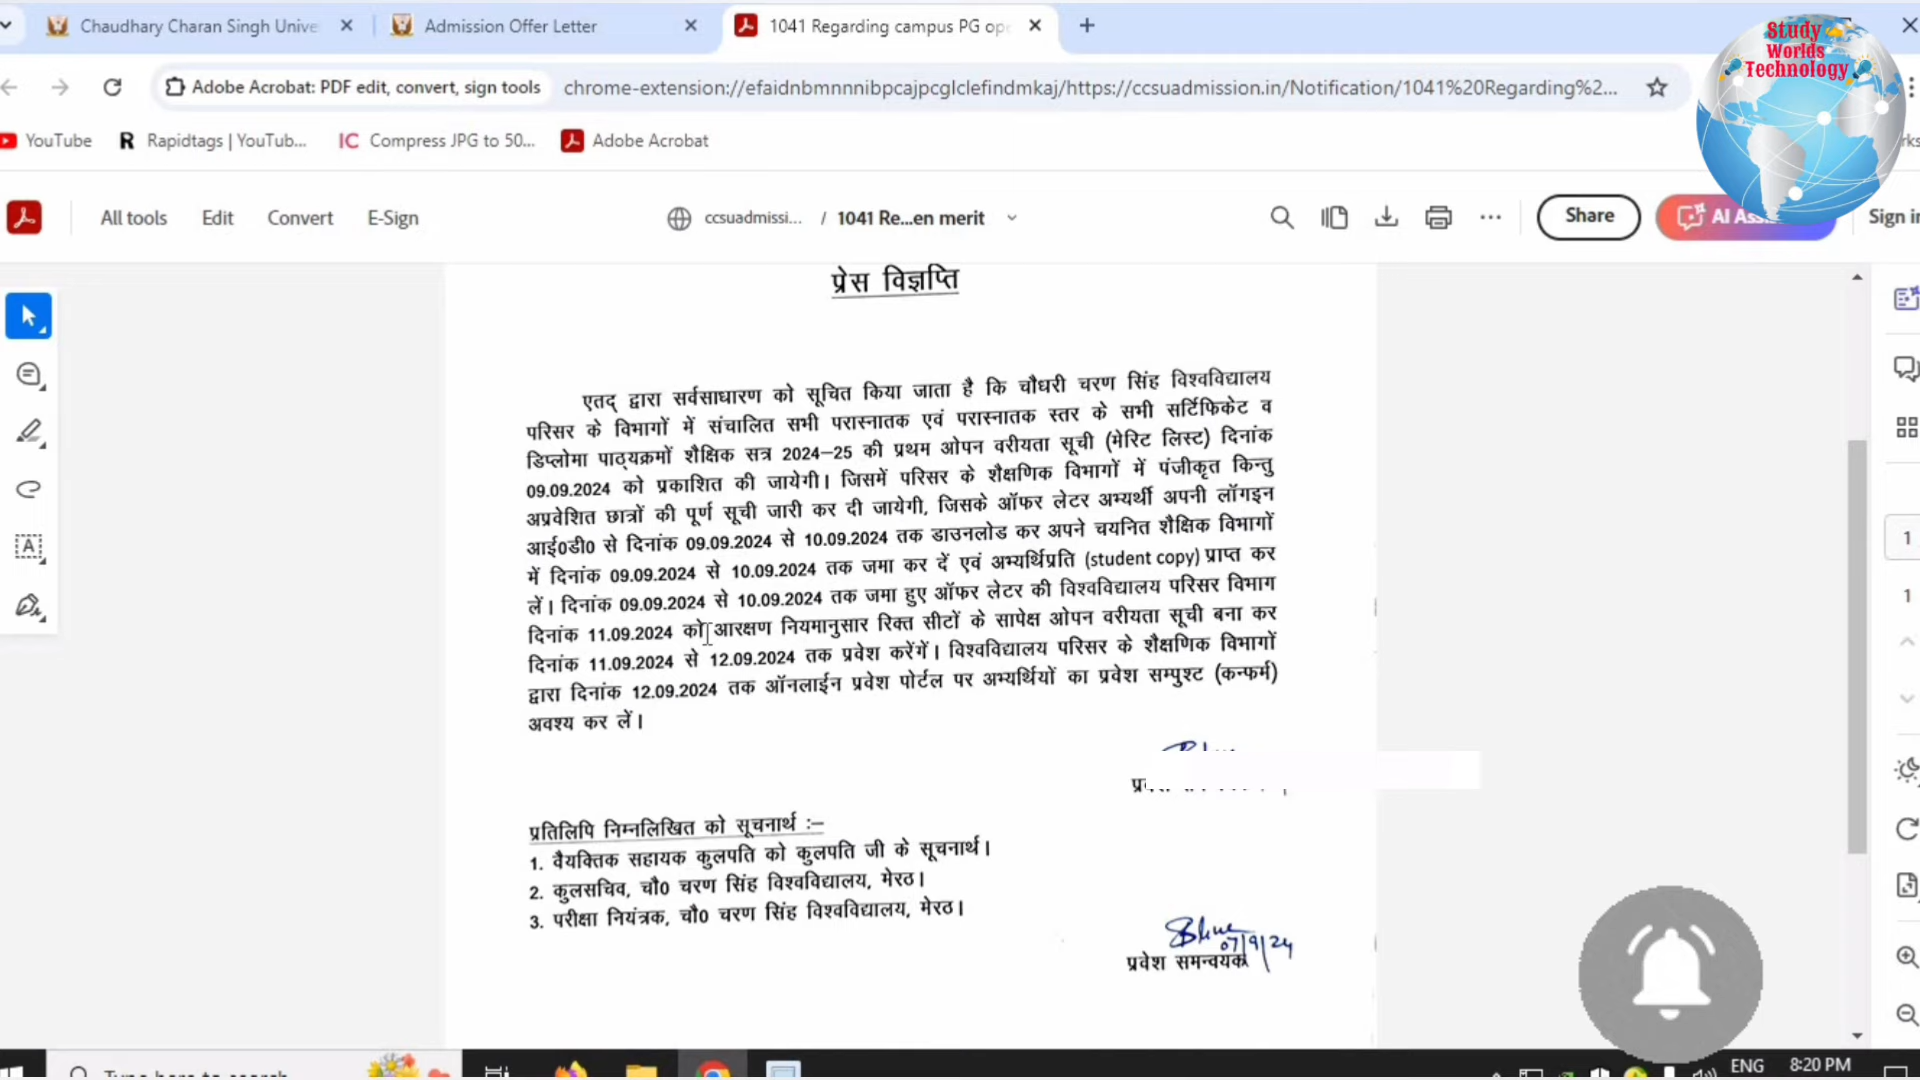 Chaudhary Charan Singh Unive
Admission Offer Letter
1041 Regarding campus PG ope
Study
Worlds
Technology
Adobe Acrobat: PDF edit, convert, sign tools
chrome-extension://efaidnbmnnnibpcajpcglclefindmkaj/https://ccsuadmission.in/Notification/1041%20Regarding%2...
YouTube
Rapidtags | YouTub...
IC Compress JPG to 50...
Adobe Acrobat
All tools Edit Convert E-Sign
ccsuadmissi... / 1041 Re...en merit
Share
Sign in
प्रेस विज्ञप्ति
एतद् द्वारा सर्वसाधारण को सूचित किया जाता है कि चौधरी चरण सिंह विश्वविद्यालय
परिसर के विभागों में संचालित सभी परास्नातक एवं परास्नातक स्तर के सभी सर्टिफिकेट व
डिप्लोमा पाठ्यक्रमों शैक्षिक सत्र 2024–25 की प्रथम ओपन वरीयता सूची (मेरिट लिस्ट) दिनांक
09.09.2024 को प्रकाशित की जायेगी। जिसमें परिसर के शैक्षणिक विभागों में पंजीकृत किन्तु
अप्रवेशित छात्रों की पूर्ण सूची जारी कर दी जायेगी, जिसके ऑफर लेटर अभ्यर्थी अपनी लॉगइन
आई0डी0 से दिनांक 09.09.2024 से 10.09.2024 तक डाउनलोड कर अपने चयनित शैक्षिक विभागों
में दिनांक 09.09.2024 से 10.09.2024 तक जमा कर दें एवं अभ्यर्थिप्रति (student copy) प्राप्त कर
लें। दिनांक 09.09.2024 से 10.09.2024 तक जमा हुए ऑफर लेटर की विश्वविद्यालय परिसर विभाग
दिनांक 11.09.2024 को आरक्षण नियमानुसार रिक्त सीटों के सापेक्ष ओपन वरीयता सूची बना कर
दिनांक 11.09.2024 से 12.09.2024 तक प्रवेश करेंगें। विश्वविद्यालय परिसर के शैक्षणिक विभागों
द्वारा दिनांक 12.09.2024 तक ऑनलाईन प्रवेश पोर्टल पर अभ्यर्थियों का प्रवेश सम्पुश्ट (कन्फर्म)
अवश्य कर लें।
प्रतिलिपि निम्नलिखित को सूचनार्थ :–
1. वैयक्तिक सहायक कुलपति को कुलपति जी के सूचनार्थ।
2. कुलसचिव, चौ0 चरण सिंह विश्वविद्यालय, मेरठ।
3. परीक्षा नियंत्रक, चौ0 चरण सिंह विश्वविद्यालय, मेरठ।
07/9/24
प्रवेश समन्वयक
1
1
ENG
8:20 PM